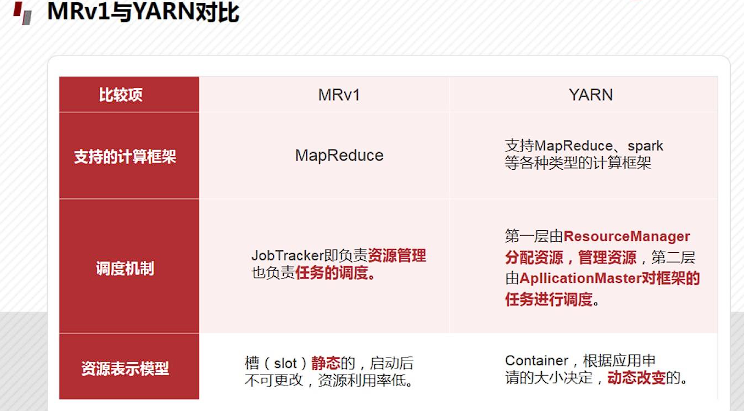 MRv1与YARN对比
比较项
MRv1
YARN
支持的计算框架
MapReduce
支持MapReduce、spark
等各种类型的计算框架
调度机制
JobTracker即负责资源管理
也负责任务的调度。
第一层由ResourceManager
分配资源，管理资源，第二层
由ApllicationMaster对框架的
任务进行调度。
资源表示模型
槽（slot）静态的，启动后
不可更改，资源利用率低。
Container，根据应用申
请的大小决定，动态改变的。